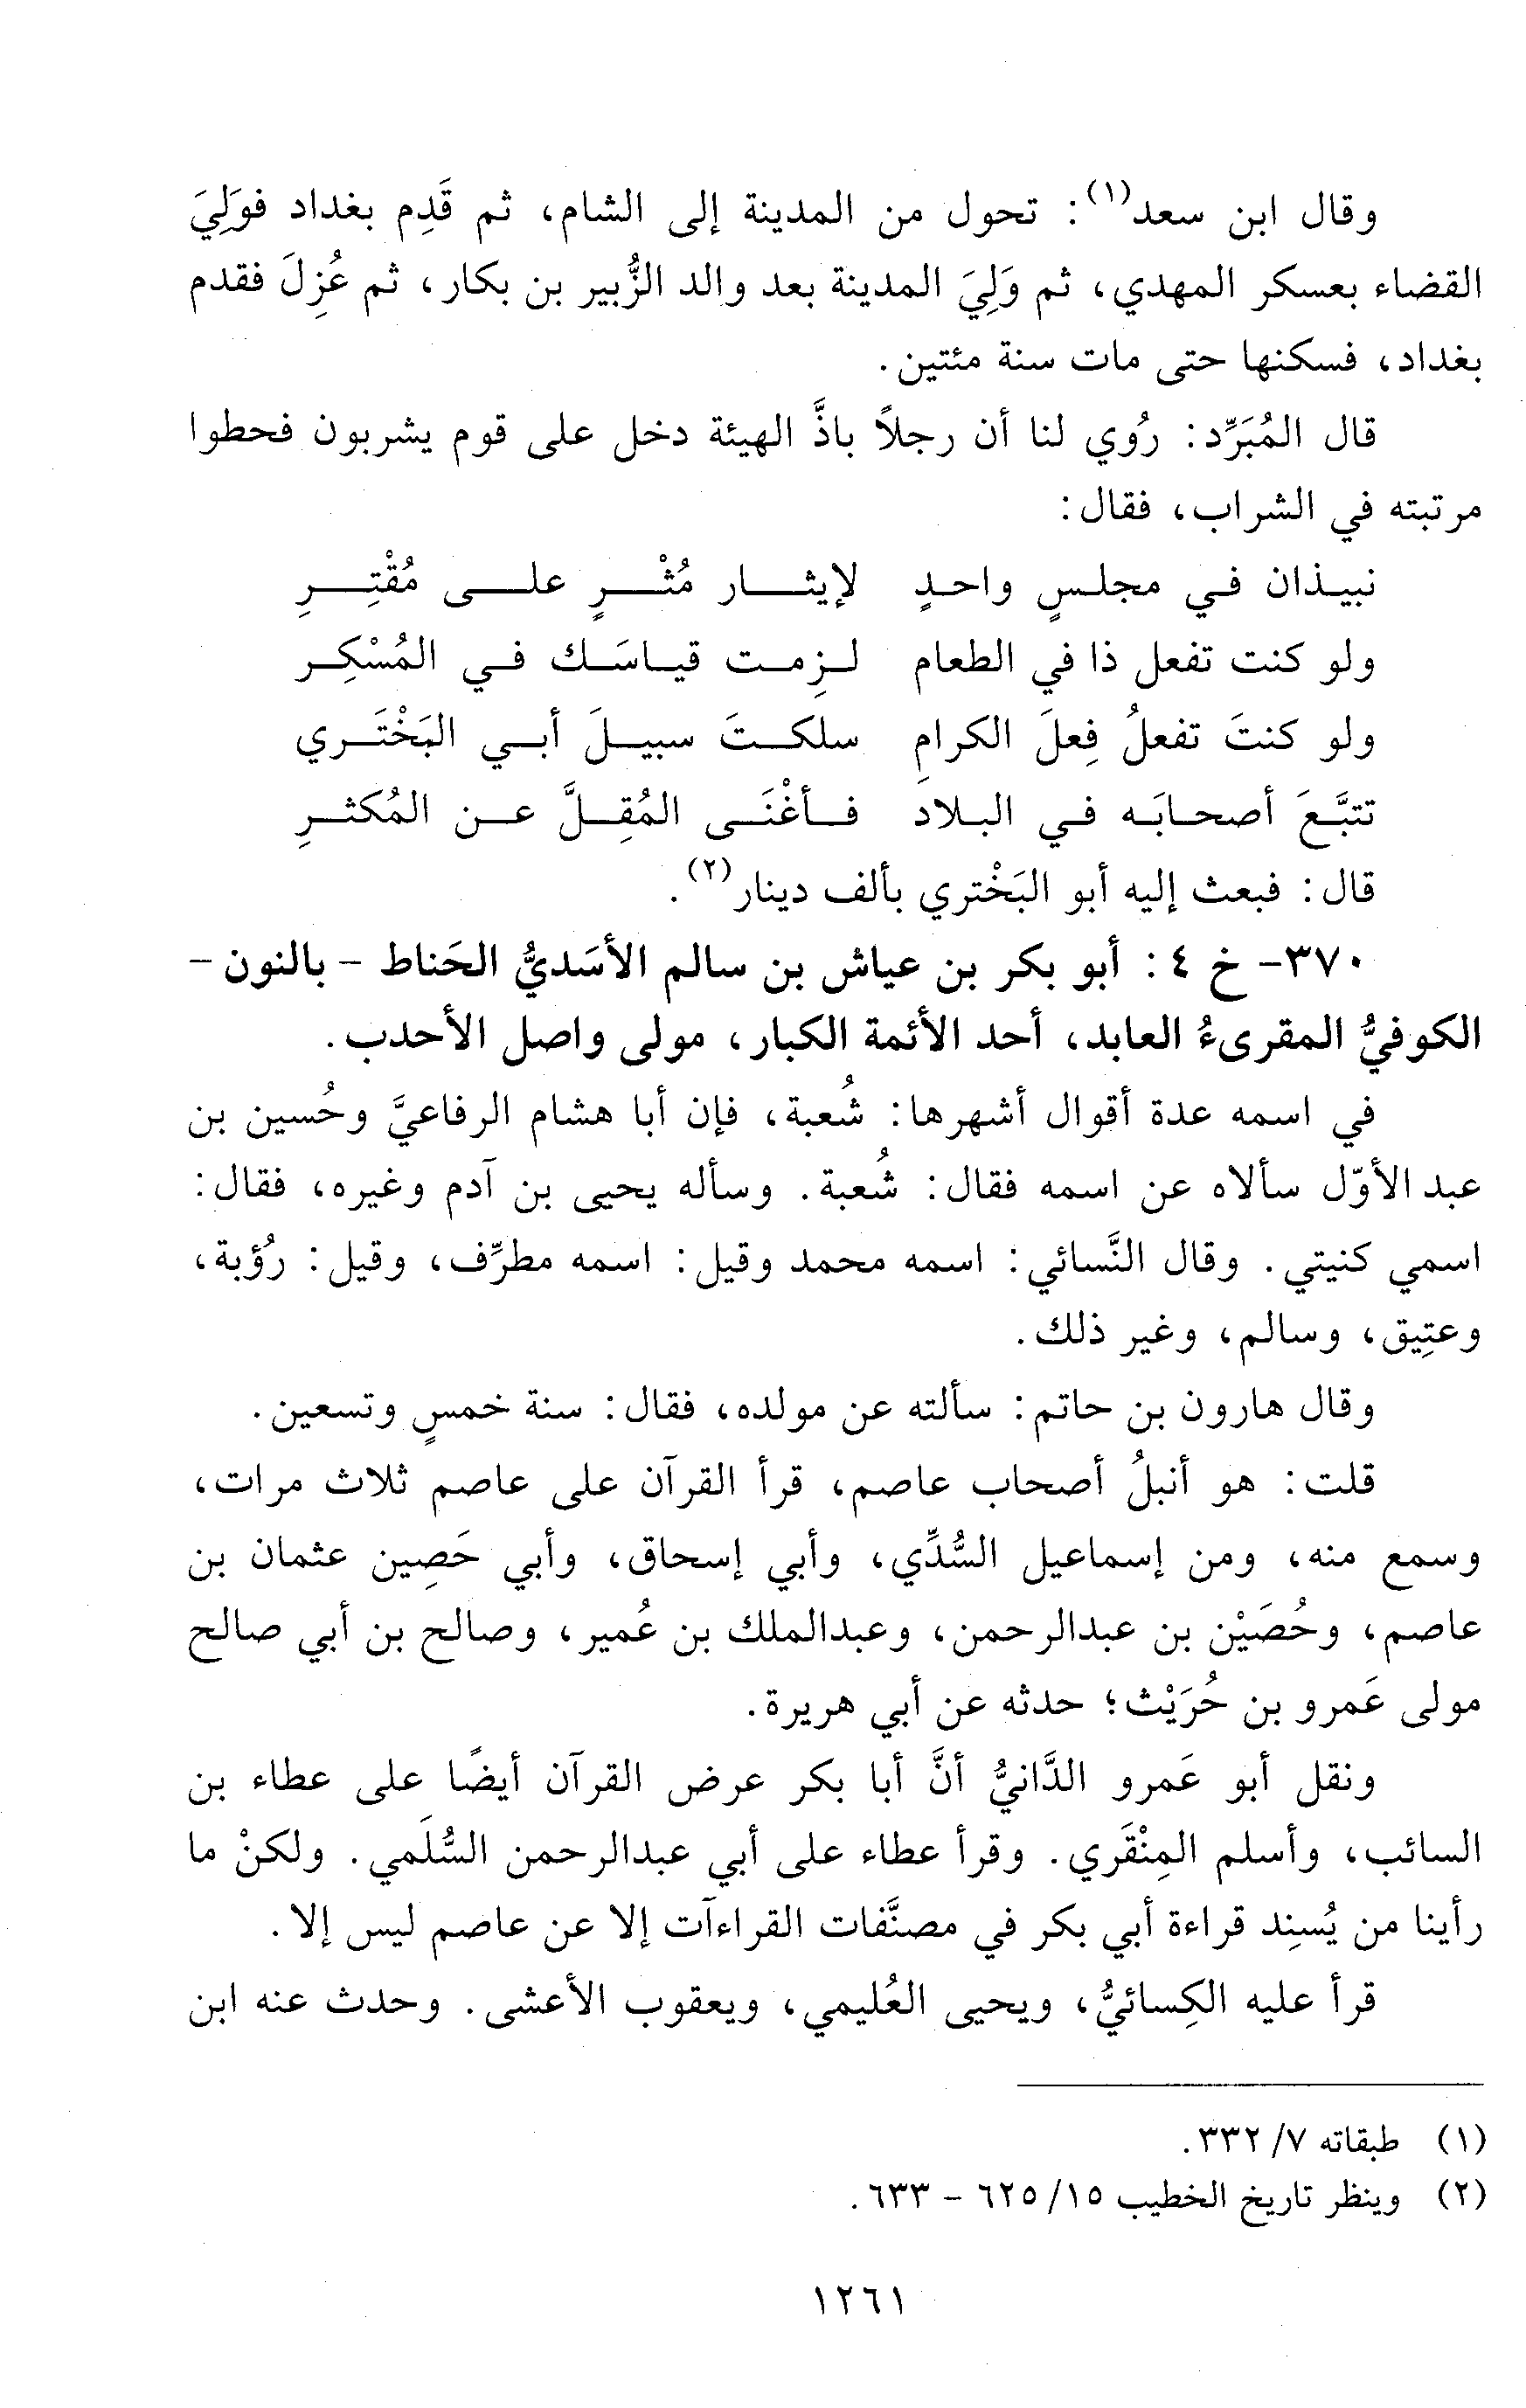 وقال ابن سعد(١): تحول من المدينة إلى الشام، ثم قَدِم بغداد فوَلِيَ
القضاء بعسكر المهدي، ثم وَلِيَ المدينة بعد والد الزُّبير بن بكار، ثم عُزِلَ فقدم
بغداد، فسكنها حتى مات سنة مئتين.
قال المُبَرِّد: رُوي لنا أن رجلاً باذَّ الهيئة دخل على قوم يشربون فحطوا
مرتبته في الشراب، فقال:
نبيذان في مجلسٍ واحدٍ لإيثار مُثْرٍ على مُقْتِرِ
ولو كنت تفعل ذا في الطعام لزِمت قياسَك في المُسْكِر
ولو كنتَ تفعلُ فِعلَ الكرامِ سلكتَ سبيلَ أبي البَخْتَري
تتبَّعَ أصحابَه في البلاد فأغْنَى المُقِلَّ عن المُكثرِ
قال: فبعث إليه أبو البَخْتري بألف دينار(٢).
٣٧٠- خ ٤: أبو بكر بن عياش بن سالم الأسَديُّ الحَناط - بالنون -
الكوفيُّ المقرىءُ العابد، أحد الأئمة الكبار، مولى واصل الأحدب.
في اسمه عدة أقوال أشهرها: شُعبة، فإن أبا هشام الرفاعيَّ وحُسين بن
عبد الأوّل سألاه عن اسمه فقال: شُعبة. وسأله يحيى بن آدم وغيره، فقال:
اسمي كنيتي. وقال النَّسائي: اسمه محمد وقيل: اسمه مطرِّف، وقيل: رُؤبة،
وعتِيق، وسالم، وغير ذلك.
وقال هارون بن حاتم: سألته عن مولده، فقال: سنة خمسٍ وتسعين.
قلت: هو أنبلُ أصحاب عاصم، قرأ القرآن على عاصم ثلاث مرات،
وسمع منه، ومن إسماعيل السُّدِّي، وأبي إسحاق، وأبي حَصِين عثمان بن
عاصم، وحُصَيْن بن عبدالرحمن، وعبدالملك بن عُمير، وصالح بن أبي صالح
مولى عَمرو بن حُرَيْث؛ حدثه عن أبي هريرة.
ونقل أبو عَمرو الدَّانيُّ أنَّ أبا بكر عرض القرآن أيضًا على عطاء بن
السائب، وأسلم المِنْقَري. وقرأ عطاء على أبي عبدالرحمن السُّلَمي. ولكنْ ما
رأينا من يُسنِد قراءة أبي بكر في مصنَّفات القراءآت إلا عن عاصم ليس إلا.
قرأ عليه الكِسائيُّ، ويحيى العُليمي، ويعقوب الأعشى. وحدث عنه ابن
(١) طبقاته ٧/ ٣٣٢.
(٢) وينظر تاريخ الخطيب ١٥/ ٦٢٥ - ٦٣٣.
١٢٦١